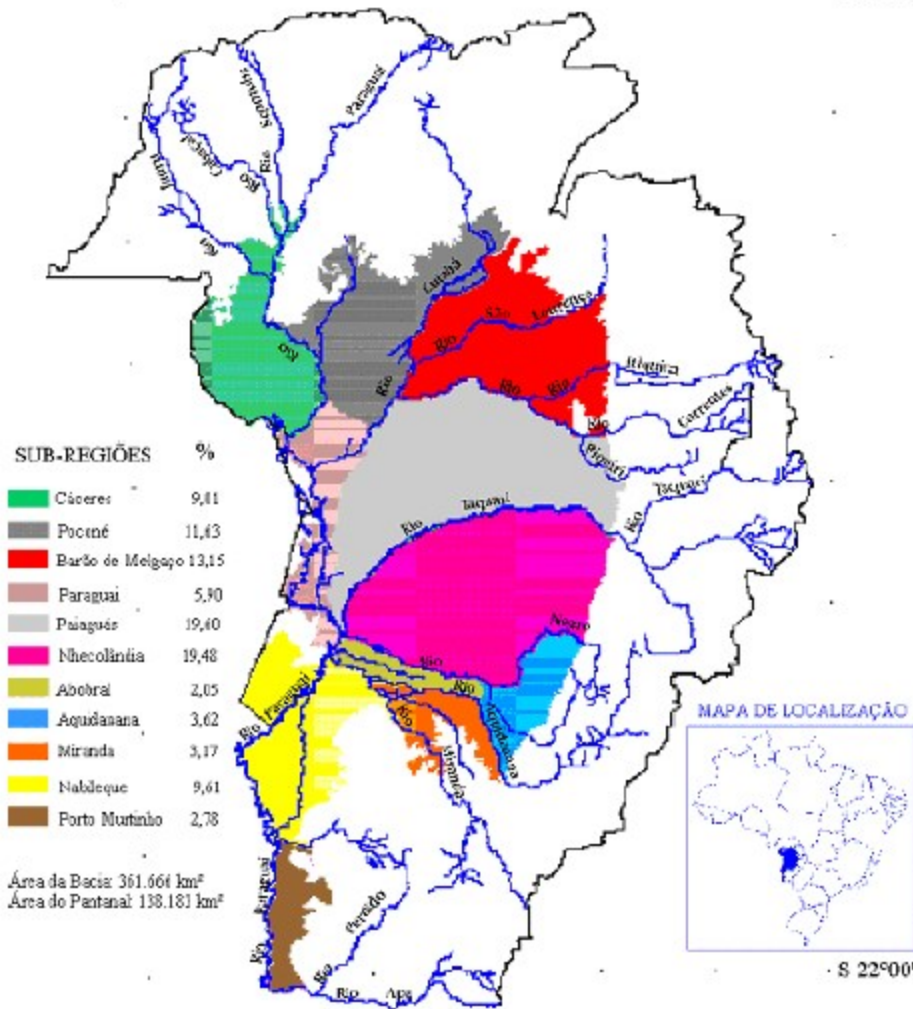 Sepotuba
Rio
Paraguai
Cabaçal
Rio
Jauru
Rio
Cuiabá
São
Lourenço
Rio
Rio
Rio
Rio
Rio
Itiquira
Correntes
Rio
Piquiri
Taquari
Rio
Taquari
Rio
SUB-REGIÕES %
Cáceres 9,01
Poconé 11,63
Barão de Melgaço 13,15
Paraguai 5,90
Paiaguás 19,60
Nhecolândia 19,48
Abobral 2,05
Aquidauana 3,62
Miranda 3,17
Nabileque 9,61
Porto Murtinho 2,78
Negro
Rio
Rio
Aquidauana
Rio
Miranda
Paraguai
Rio
MAPA DE LOCALIZAÇÃO
Área da Bacia: 361.666 km²
Área do Pantanal: 138.183 km²
Paraguai
Rio
Perdido
Rio
Rio Apa
S 22°00'